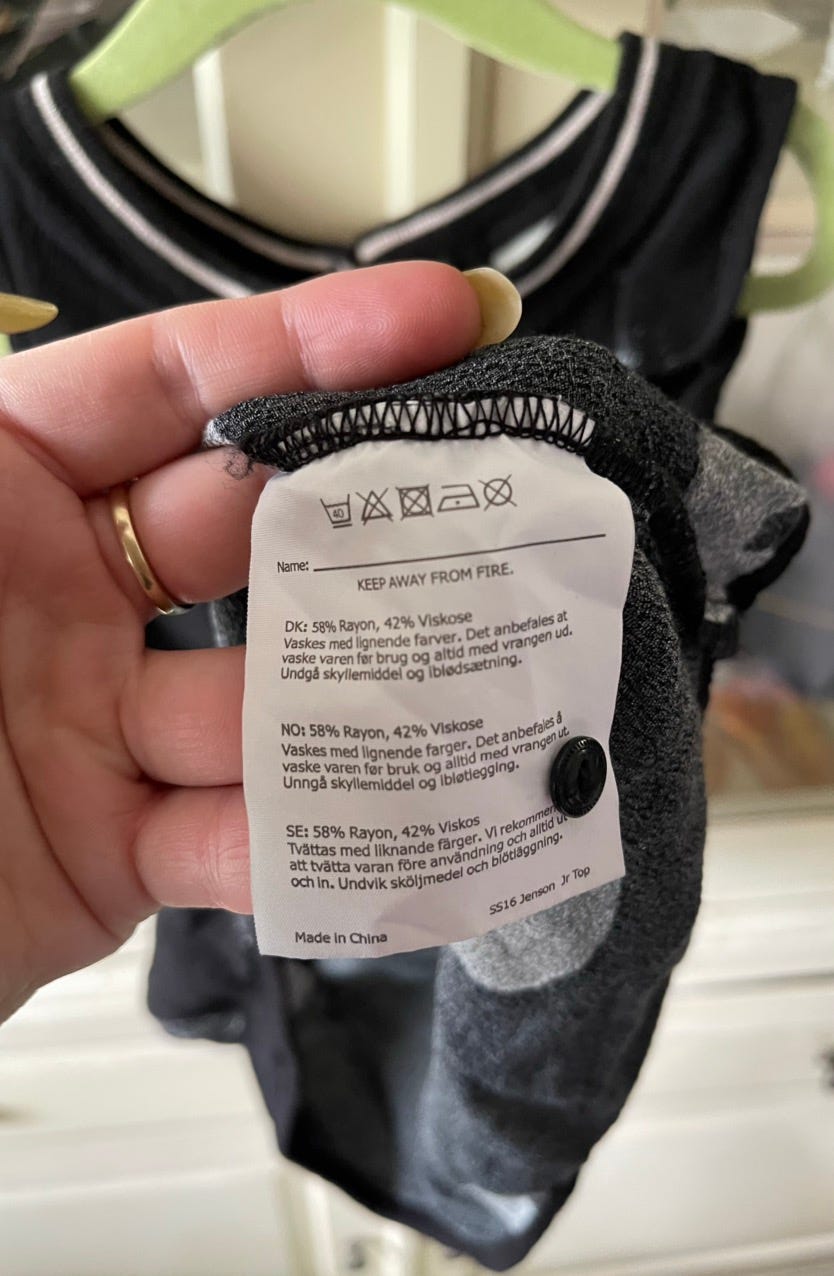 40
Name:
KEEP AWAY FROM FIRE.
DK: 58% Rayon, 42% Viskose
Vaskes med lignende farver. Det anbefales at
vaske varen før brug og altid med vrangen ud.
Undgå skyllemiddel og iblødsætning.
NO: 58% Rayon, 42% Viskose
Vaskes med lignende farger. Det anbefales å
vaske varen før bruk og alltid med vrangen ut.
Unngå skyllemiddel og ibløtlegging.
SE: 58% Rayon, 42% Viskos
Tvättas med liknande färger. Vi
att tvätta varan före användning och alltid ut
och in. Undvik sköljmedel och blötläggning.
SS16 Jenson Jr Top
Made in China